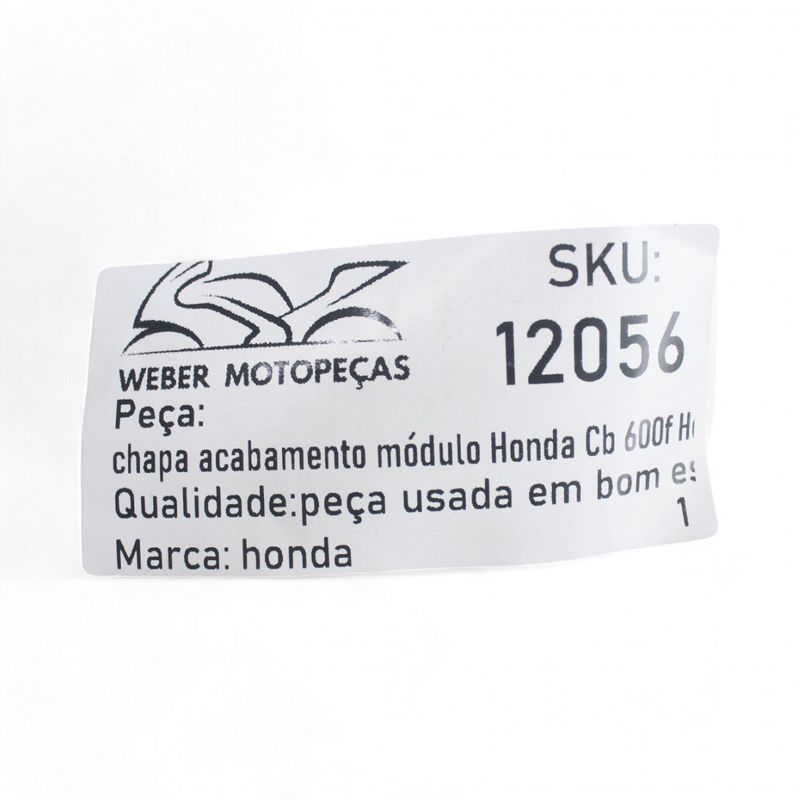 SKU:
12056
WEBER MOTOPEÇAS
Peça:
chapa acabamento módulo Honda Cb 600f
Qualidade:peça usada em bom
1
Marca: honda